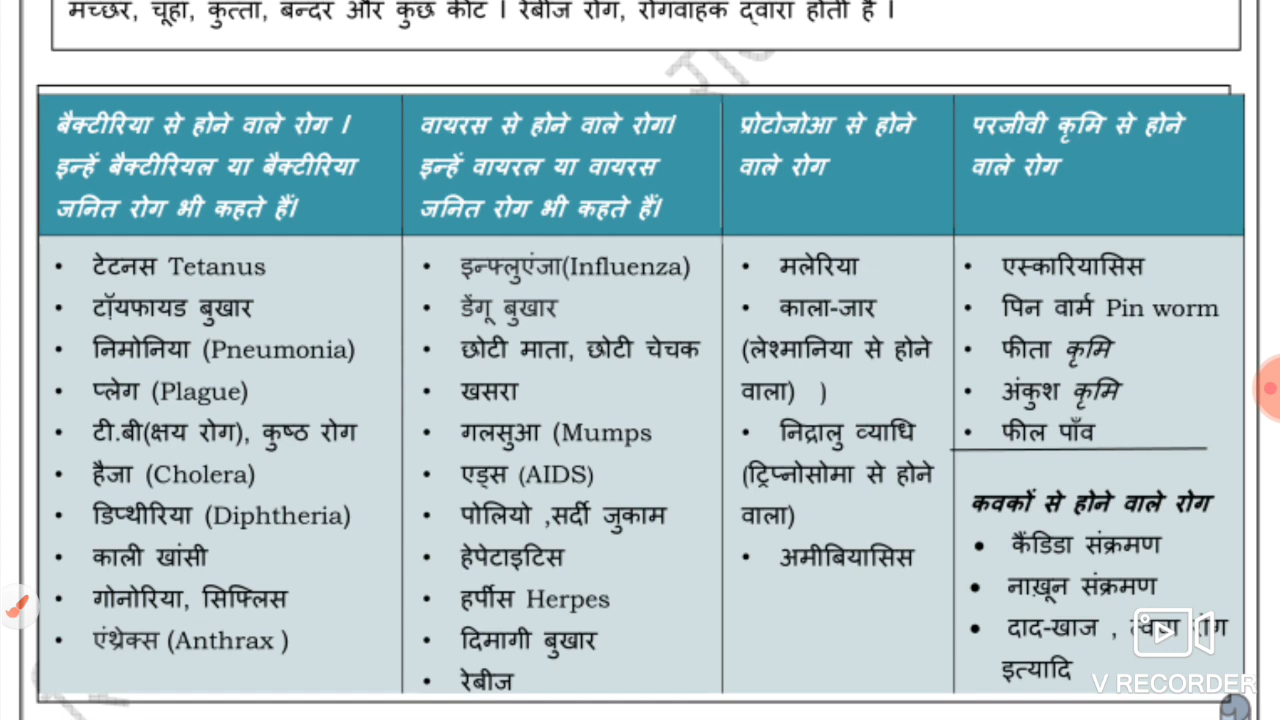 मच्छर, चूहा, कुत्ता, बन्दर और कुछ कीट । रेबीज रोग, रोगवाहक द्वारा होती है ।
बैक्टीरिया से होने वाले रोग ।
इन्हें बैक्टीरियल या बैक्टीरिया
जनित रोग भी कहते हैं।
टेटनस Tetanus
टॉयफायड बुखार
निमोनिया (Pneumonia)
प्लेग (Plague)
टी.बी(क्षय रोग), कुष्ठ रोग
हैजा (Cholera)
डिप्थीरिया (Diphtheria)
काली खांसी
गोनोरिया, सिफ्लिस
एंथ्रेक्स (Anthrax )
वायरस से होने वाले रोग।
इन्हें वायरल या वायरस
जनित रोग भी कहते हैं।
इन्फ्लुएंजा(Influenza)
डेंगू बुखार
छोटी माता, छोटी चेचक
खसरा
गलसुआ (Mumps
एड्स (AIDS)
पोलियो ,सर्दी जुकाम
हेपेटाइटिस
हर्पीस Herpes
दिमागी बुखार
रेबीज
प्रोटोजोआ से होने
वाले रोग
मलेरिया
काला-जार
(लेश्मानिया से होने
वाला) )
निद्रालु व्याधि
(ट्रिप्नोसोमा से होने
वाला)
अमीबियासिस
परजीवी कृमि से होने
वाले रोग
एस्कारियासिस
पिन वार्म Pin worm
फीता कृमि
अंकुश कृमि
फील पाँव
कवकों से होने वाले रोग
कैंडिडा संक्रमण
नाख़ून संक्रमण
दाद-खाज , त्वचा रोग
इत्यादि
V RECORDER